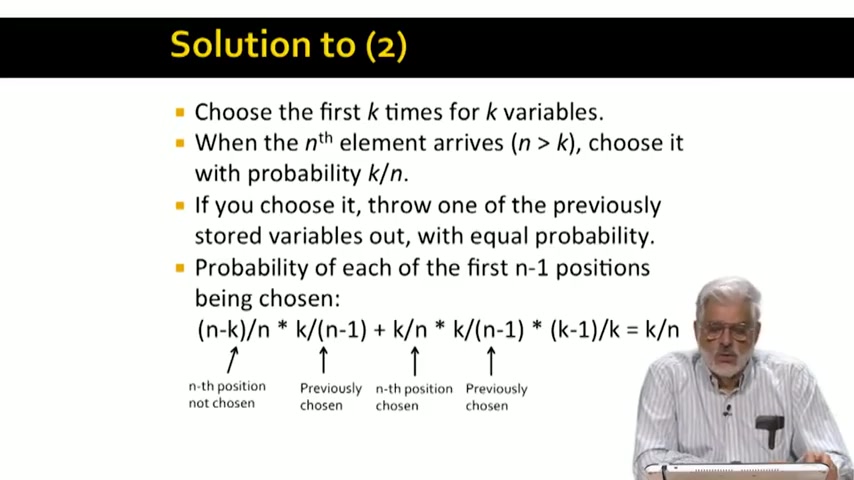 Solution to (2)
Choose the first k times for k variables.
When the nth element arrives (n > k), choose it
with probability k/n.
If you choose it, throw one of the previously
stored variables out, with equal probability.
Probability of each of the first n-1 positions
being chosen:
(n-k)/n * k/(n-1) + k/n * k/(n-1) * (k-1)/k = k/n
n-th position Previously n-th position Previously
not chosen chosen chosen chosen